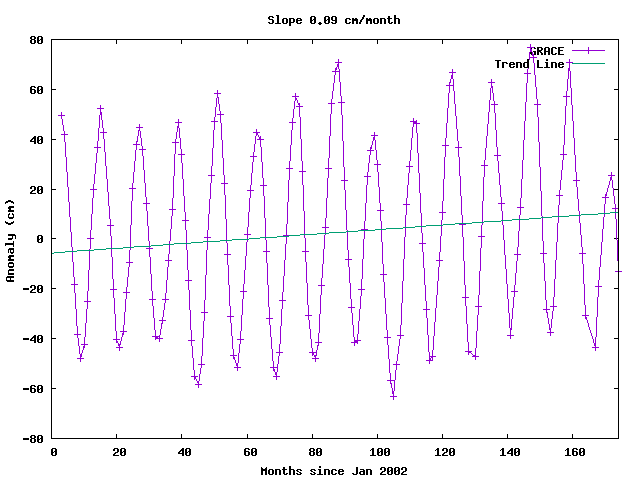 Slope 0.09 cm/month
GRACE
Trend Line
80
60
40
20
0
-20
-40
-60
-80
Anomaly (cm)
0 20 40 60 80 100 120 140 160
Months since Jan 2002